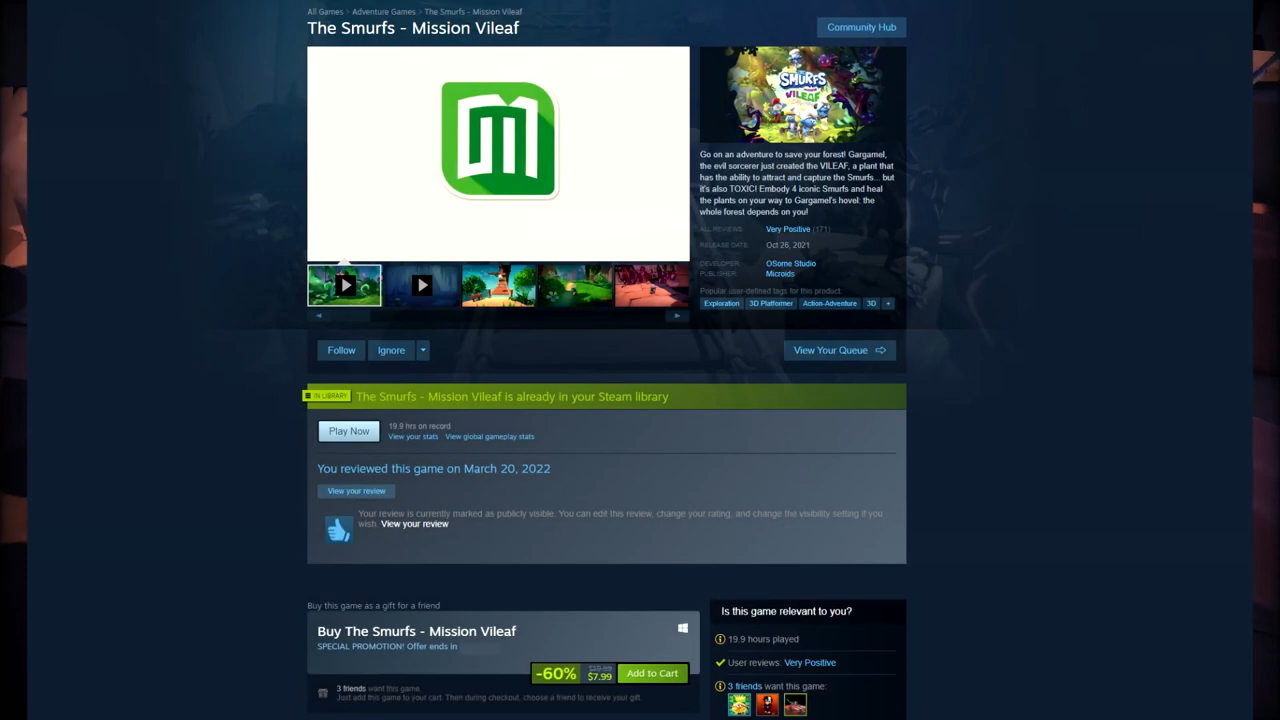 All Games > Adventure Games > The Smurfs - Mission Vileaf
The Smurfs - Mission Vileaf
Community Hub
SMURFS
VILEAF
Go on an adventure to save your forest! Gargamel,
the evil sorcerer just created the VILEAF, a plant that
has the ability to attract and capture the Smurfs... but
it's also TOXIC! Embody 4 iconic Smurfs and heal
the plants on your way to Gargamel's hovel: the
whole forest depends on you!
ALL REVIEWS: Very Positive (171)
RELEASE DATE: Oct 26, 2021
DEVELOPER: OSome Studio
PUBLISHER: Microids
Popular user-defined tags for this product:
Exploration 3D Platformer Action-Adventure 3D +
Follow Ignore
View Your Queue
IN LIBRARY The Smurfs - Mission Vileaf is already in your Steam library
Play Now
19.9 hrs on record
View your stats View global gameplay stats
You reviewed this game on March 20, 2022
View your review
Your review is currently marked as publicly visible. You can edit this review, change your rating, and change the visibility setting if you
wish. View your review
Buy this game as a gift for a friend
Buy The Smurfs - Mission Vileaf
SPECIAL PROMOTION! Offer ends in
-60% $19.99 $7.99 Add to Cart
3 friends want this game.
Just add this game to your cart. Then during checkout, choose a friend to receive your gift.
Is this game relevant to you?
19.9 hours played
User reviews: Very Positive
3 friends want this game: